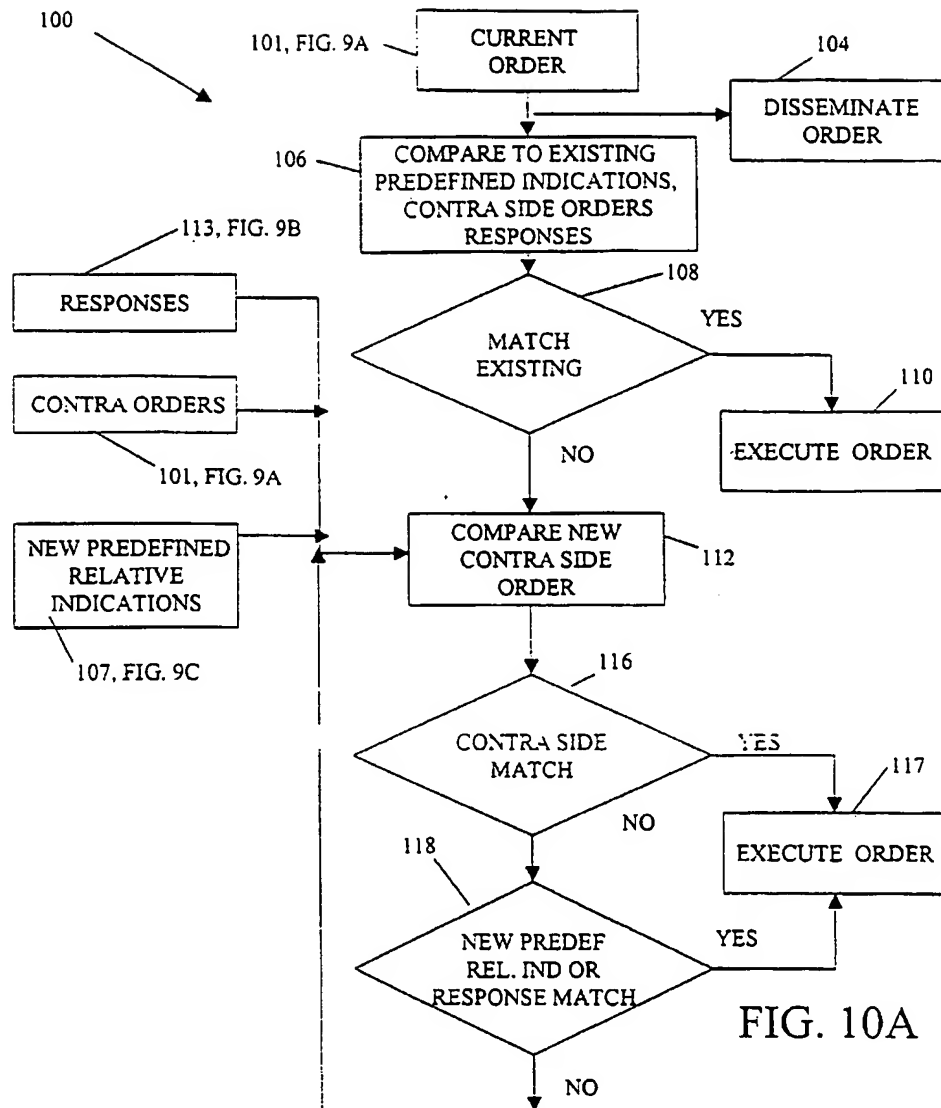 100
101, FIG. 9A
CURRENT
ORDER
104
DISSEMINATE
ORDER
106
COMPARE TO EXISTING
PREDEFINED INDICATIONS,
CONTRA SIDE ORDERS
RESPONSES
113, FIG. 9B
RESPONSES
108
MATCH
EXISTING
YES
CONTRA ORDERS
101, FIG. 9A
110
EXECUTE ORDER
NO
NEW PREDEFINED
RELATIVE
INDICATIONS
107, FIG. 9C
COMPARE NEW
CONTRA SIDE
ORDER
112
116
CONTRA SIDE
MATCH
YES
117
EXECUTE ORDER
NO
118
NEW PREDEF
REL. IND OR
RESPONSE MATCH
YES
FIG. 10A
NO